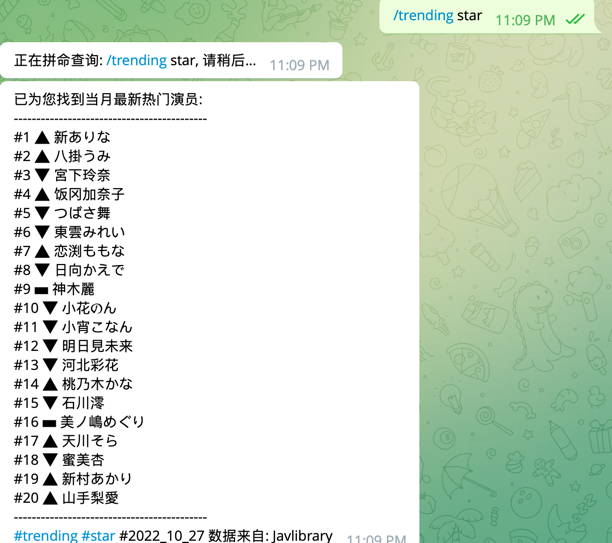 /trending star 11:09 PM
正在拼命查询: /trending star, 请稍后... 11:09 PM
已为您找到当月最新热门演员:
-------------------------------------------
#1 ▲ 新ありな
#2 ▲ 八掛うみ
#3 ▼ 宮下玲奈
#4 ▲ 饭冈加奈子
#5 ▼ つばさ舞
#6 ▼ 東雲みれい
#7 ▲ 恋渕ももな
#8 ▼ 日向かえで
#9 ▬ 神木麗
#10 ▼ 小花のん
#11 ▼ 小宵こなん
#12 ▼ 明日見未来
#13 ▼ 河北彩花
#14 ▲ 桃乃木かな
#15 ▼ 石川澪
#16 ▬ 美ノ嶋めぐり
#17 ▲ 天川そら
#18 ▼ 蜜美杏
#19 ▲ 新村あかり
#20 ▲ 山手梨愛
-------------------------------------------
#trending #star #2022_10_27 数据来自: Javlibrary 11:09 PM